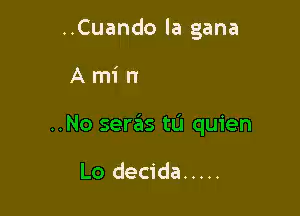 ..Cuando la gana
A mi n
..No serás tú quien
Lo decida.....